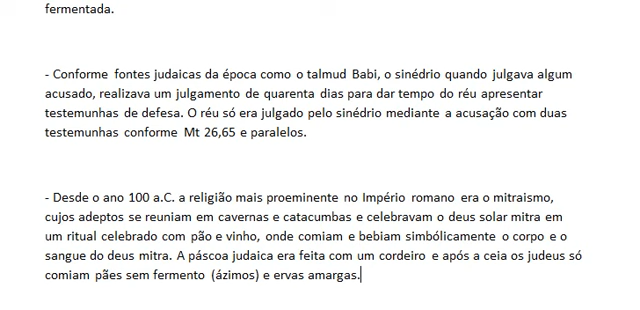 fermentada.
- Conforme fontes judaicas da época como o talmud Babi, o sinédrio quando julgava algum
acusado, realizava um julgamento de quarenta dias para dar tempo do réu apresentar
testemunhas de defesa. O réu só era julgado pelo sinédrio mediante a acusação com duas
testemunhas conforme Mt 26,65 e paralelos.
- Desde o ano 100 a.C. a religião mais proeminente no Império romano era o mitraismo,
cujos adeptos se reuniam em cavernas e catacumbas e celebravam o deus solar mitra em
um ritual celebrado com pão e vinho, onde comiam e bebiam simbólicamente o corpo e o
sangue do deus mitra. A páscoa judaica era feita com um cordeiro e após a ceia os judeus só
comiam pães sem fermento (ázimos) e ervas amargas.